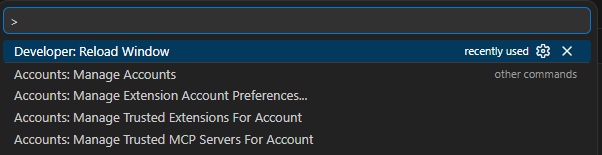 >
Developer: Reload Window recently used
Accounts: Manage Accounts other commands
Accounts: Manage Extension Account Preferences...
Accounts: Manage Trusted Extensions For Account
Accounts: Manage Trusted MCP Servers For Account